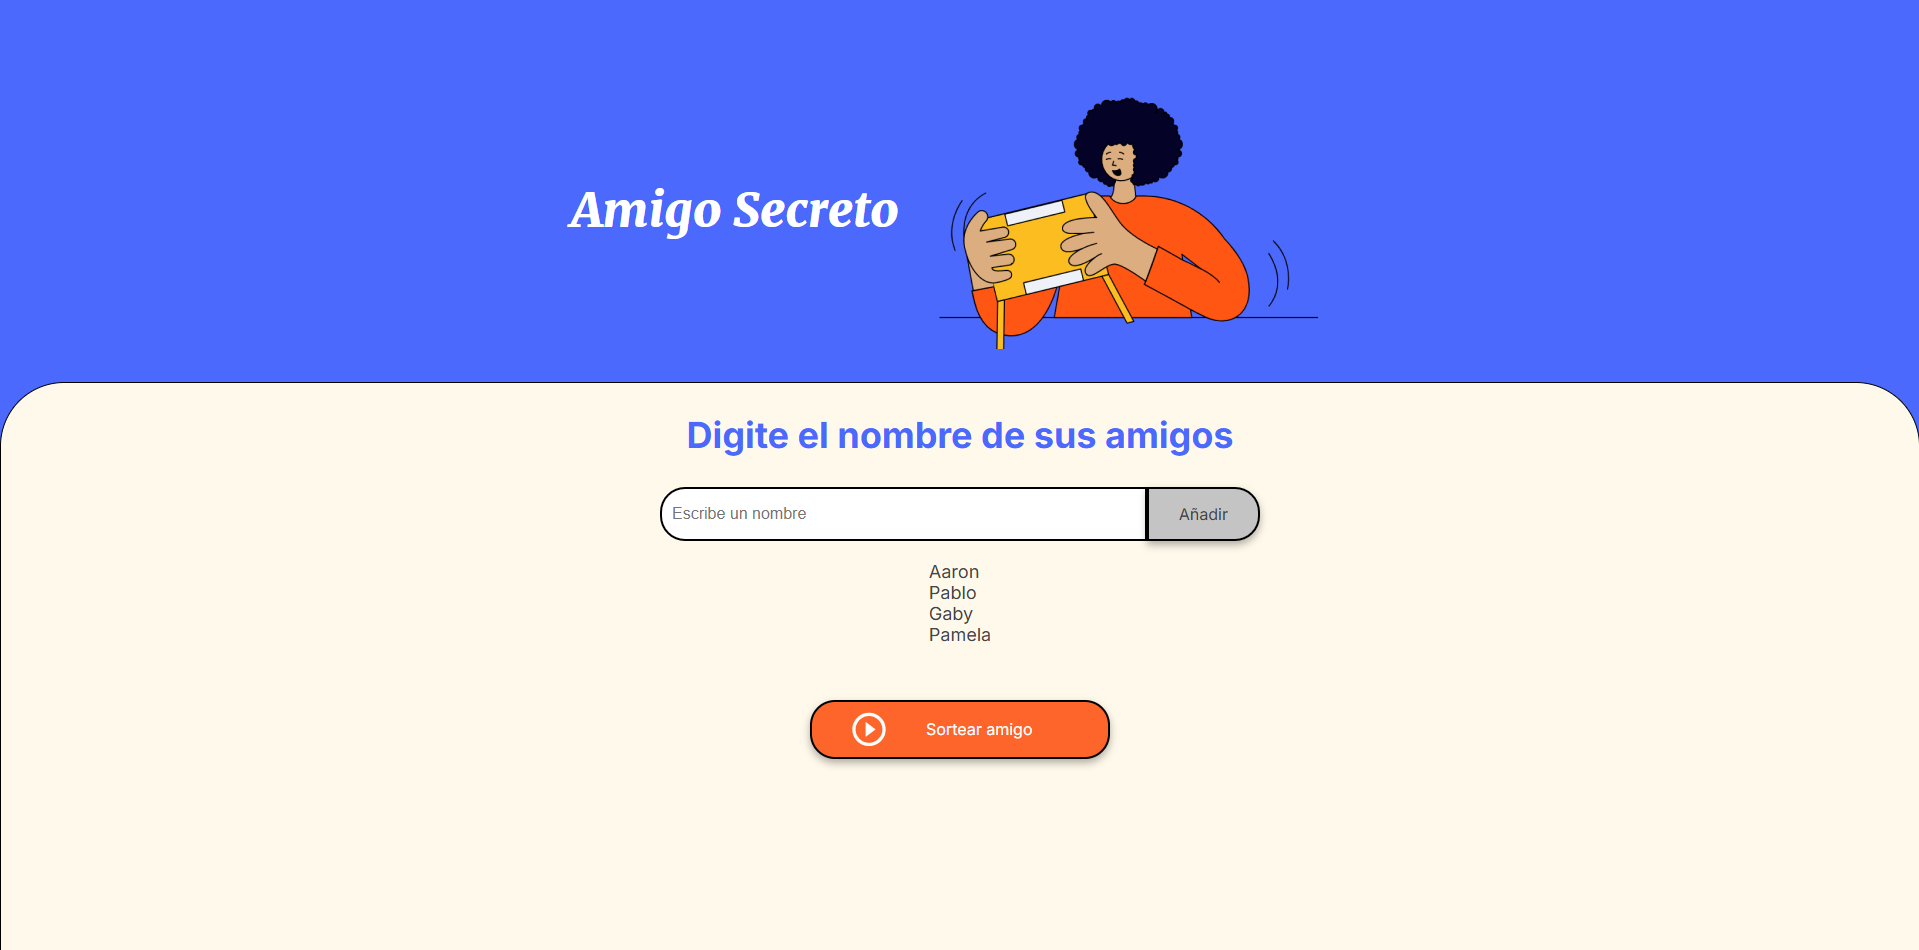 Amigo Secreto
Digite el nombre de sus amigos
Escribe un nombre
Añadir
Aaron
Pablo
Gaby
Pamela
Sortear amigo